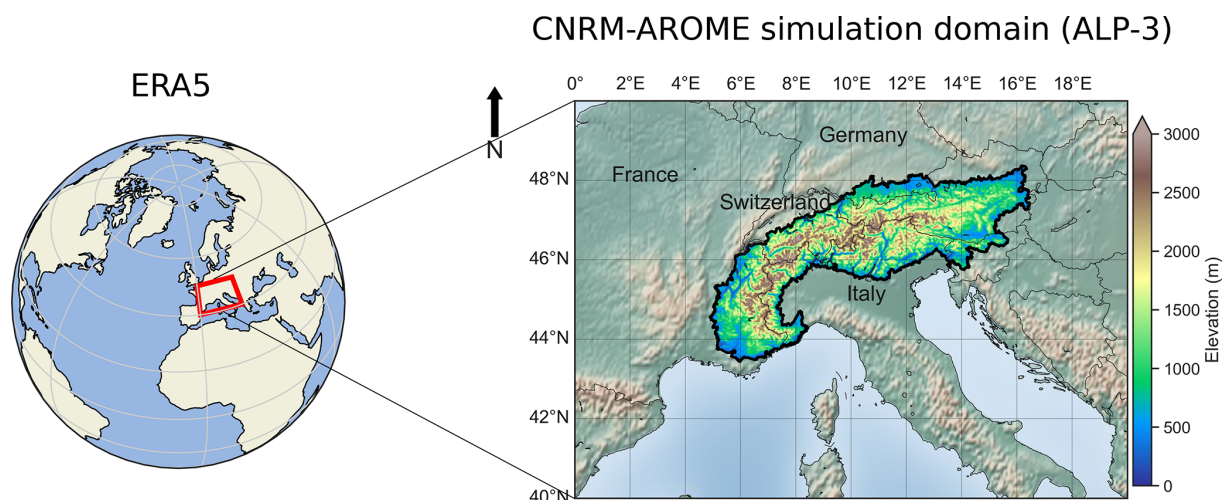 CNRM-AROME simulation domain (ALP-3)
ERA5
0° 2°E 4°E 6°E 8°E 10°E 12°E 14°E 16°E 18°E
N
Germany
France
Switzerland
Italy
48°N
46°N
44°N
42°N
40°N
3000
2500
2000
1500
1000
500
0
Elevation (m)